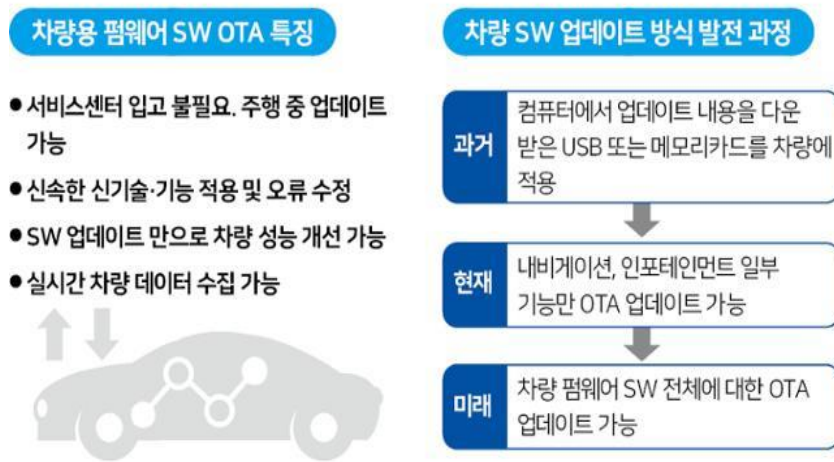 차량용 펌웨어 SW OTA 특징
● 서비스센터 입고 불필요. 주행 중 업데이트
가능
● 신속한 신기술·기능 적용 및 오류 수정
● SW 업데이트 만으로 차량 성능 개선 가능
● 실시간 차량 데이터 수집 가능
차량 SW 업데이트 방식 발전 과정
과거
컴퓨터에서 업데이트 내용을 다운
받은 USB 또는 메모리카드를 차량에
적용
현재
내비게이션, 인포테인먼트 일부
기능만 OTA 업데이트 가능
미래
차량 펌웨어 SW 전체에 대한 OTA
업데이트 가능